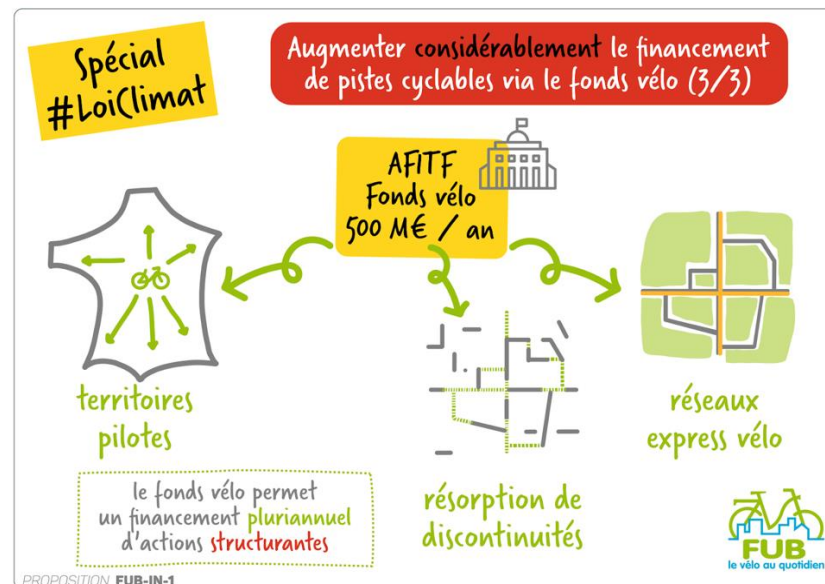 Spécial
#LoiClimat
Augmenter considérablement le financement
de pistes cyclables via le fonds vélo (3/3)
AFITF
Fonds vélo
500 M€ / an
territoires
pilotes
résorption de
discontinuités
réseaux
express vélo
le fonds vélo permet
un financement pluriannuel
d'actions structurantes
FUB
le vélo au quotidien
PROPOSITION FUB-IN-1